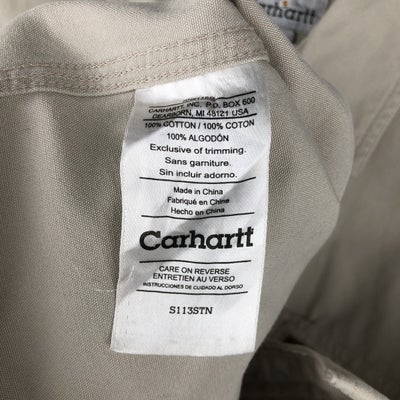 Carhartt
CARHARTT, INC. P.O. BOX 600
DEARBORN, MI 48121 USA
100% COTTON / 100% COTON
100% ALGODÓN
Exclusive of trimming.
Sans garniture.
Sin incluir adorno.
Made in China
Fabriqué en China
Hecho en China
Carhartt
CARE ON REVERSE
ENTRETIEN AU VERSO
INSTRUCCIONES DE CUIDADO AL DORSO
S113STN